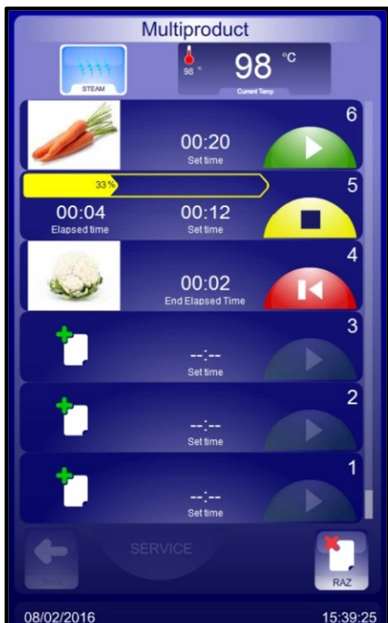 Multiproduct
STEAM
98 °
98 °C
Current Temp
6
00:20
Set time
33%
5
00:04
Elapsed time
00:12
Set time
4
00:02
End Elapsed Time
3
--:--
Set time
2
--:--
Set time
1
--:--
Set time
SERVICE
Back
RAZ
08/02/2016
15:39:25